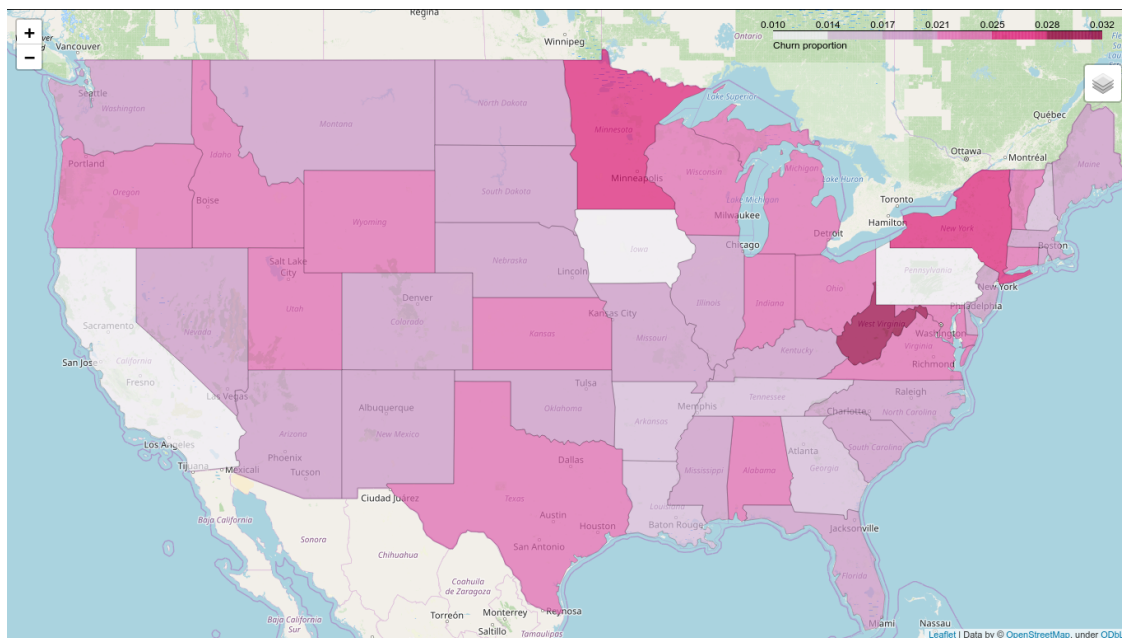 Regina
Winnipeg
Vancouver
+
−
0.010 0.014 0.017 0.021 0.025 0.028 0.032
Churn proportion
Ontario
Seattle
Washington
Montana
North Dakota
Minnesota
Lake Superior
Québec
Ottawa
Montréal
Maine
Portland
Oregon
Idaho
Boise
Wyoming
South Dakota
Minneapolis
Wisconsin
Michigan
Lake Huron
Lake Michigan
Toronto
Hamilton
Milwaukee
Detroit
Chicago
New York
Boston
Salt Lake
City
Nebraska
Lincoln
Iowa
Pennsylvania
New York
Philadelphia
Sacramento
Nevada
Utah
Denver
Colorado
Kansas
Kansas City
Missouri
Illinois
Indiana
Ohio
West Virginia
Washington
Virginia
Richmond
Kentucky
San Jose
California
Fresno
Las Vegas
Albuquerque
Tulsa
Oklahoma
Arkansas
Memphis
Tennessee
Raleigh
Charlotte
North Carolina
South Carolina
Los Angeles
Arizona
New Mexico
Phoenix
Tucson
Tijuana
Mexicali
Ciudad Juárez
Dallas
Texas
Austin
Houston
San Antonio
Mississippi
Alabama
Atlanta
Georgia
Louisiana
Baton Rouge
Jacksonville
Florida
Miami
Nassau
Baja California
Sonora
Chihuahua
Coahuila
de Zaragoza
Baja California
Sur
Torreón
Monterrey
Saltillo
Reynosa
Tamaulipas
Leaflet | Data by © OpenStreetMap, under ODbL